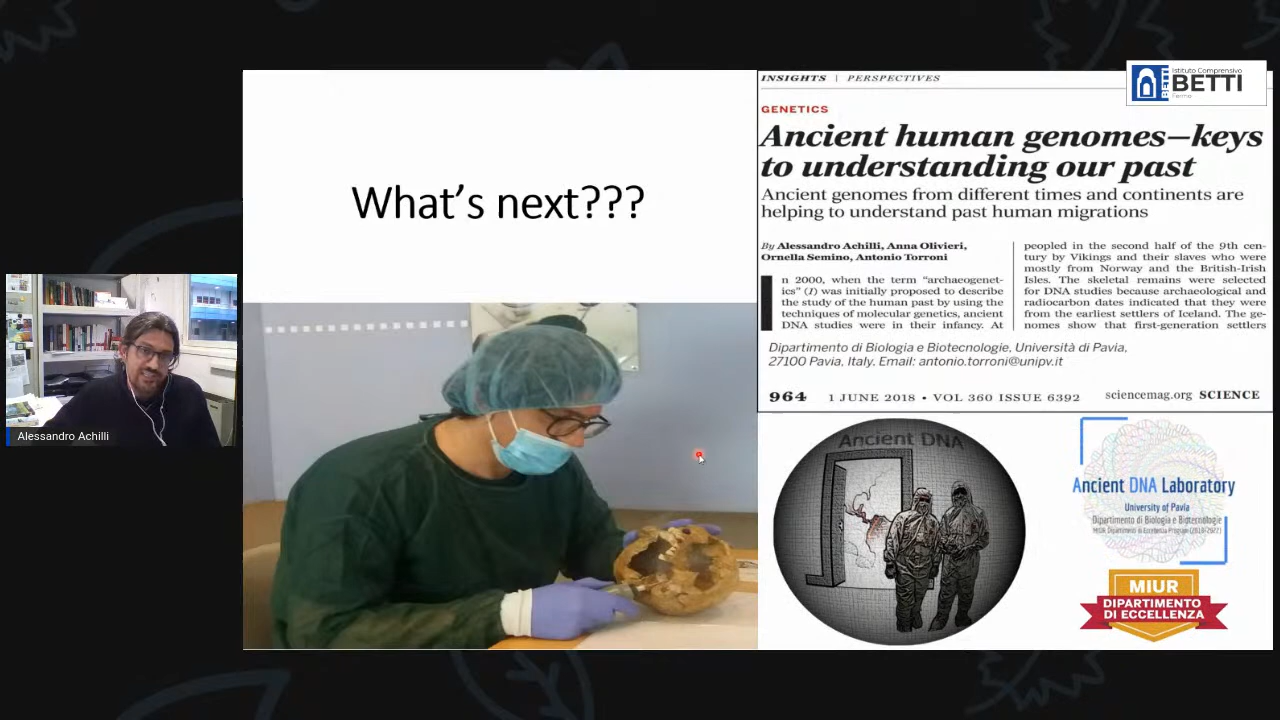 What's next???
INSIGHTS | PERSPECTIVES
Istituto Comprensivo
BETTI
BETTI
Fermo
GENETICS
Ancient human genomes—keys
to understanding our past
Ancient genomes from different times and continents are
helping to understand past human migrations
By Alessandro Achilli, Anna Olivieri,
Ornella Semino, Antonio Torroni
In 2000, when the term "archaeogenet-
ics" (1) was initially proposed to describe
the study of the human past by using the
techniques of molecular genetics, ancient
DNA studies were in their infancy. At
peopled in the second half of the 9th cen-
tury by Vikings and their slaves who were
mostly from Norway and the British-Irish
Isles. The skeletal remains were selected
for DNA studies because archaeological and
radiocarbon dates indicated that they were
from the earliest settlers of Iceland. The ge-
nomes show that first-generation settlers
Dipartimento di Biologia e Biotecnologie, Università di Pavia,
27100 Pavia, Italy. Email: antonio.torroni@unipv.it
964 1 JUNE 2018 • VOL 360 ISSUE 6392 sciencemag.org SCIENCE
Alessandro Achilli
Ancient DNA
Ancient DNA Laboratory
University of Pavia
Dipartimento di Biologia e Biotecnologie
MIUR Dipartimenti di Eccellenza Program (2018-2022)
MIUR
DIPARTIMENTO
DI ECCELLENZA